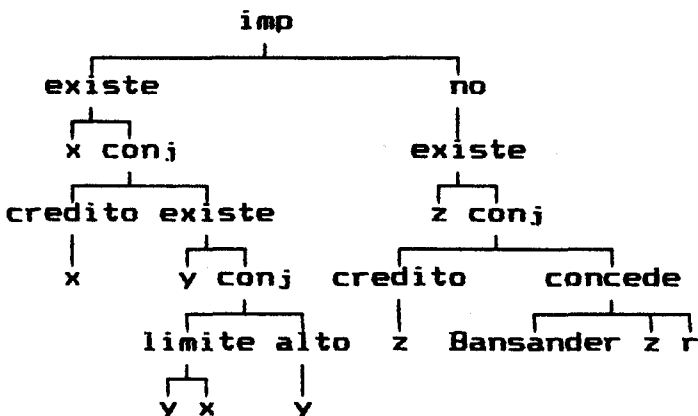 imp
existe no
x conj existe
credito existe z conj
x y conj credito concede
limite alto z Bansander z r
y x y